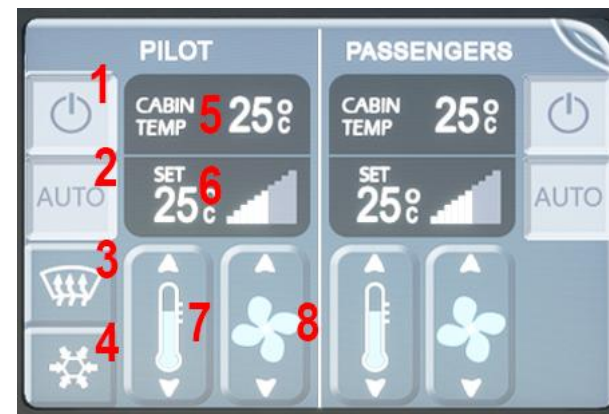 PILOT
PASSENGERS
1
CABIN TEMP 5 25°C
CABIN TEMP 25°C
2
AUTO
SET 25°C 6
SET 25°C
AUTO
3
4
7
8